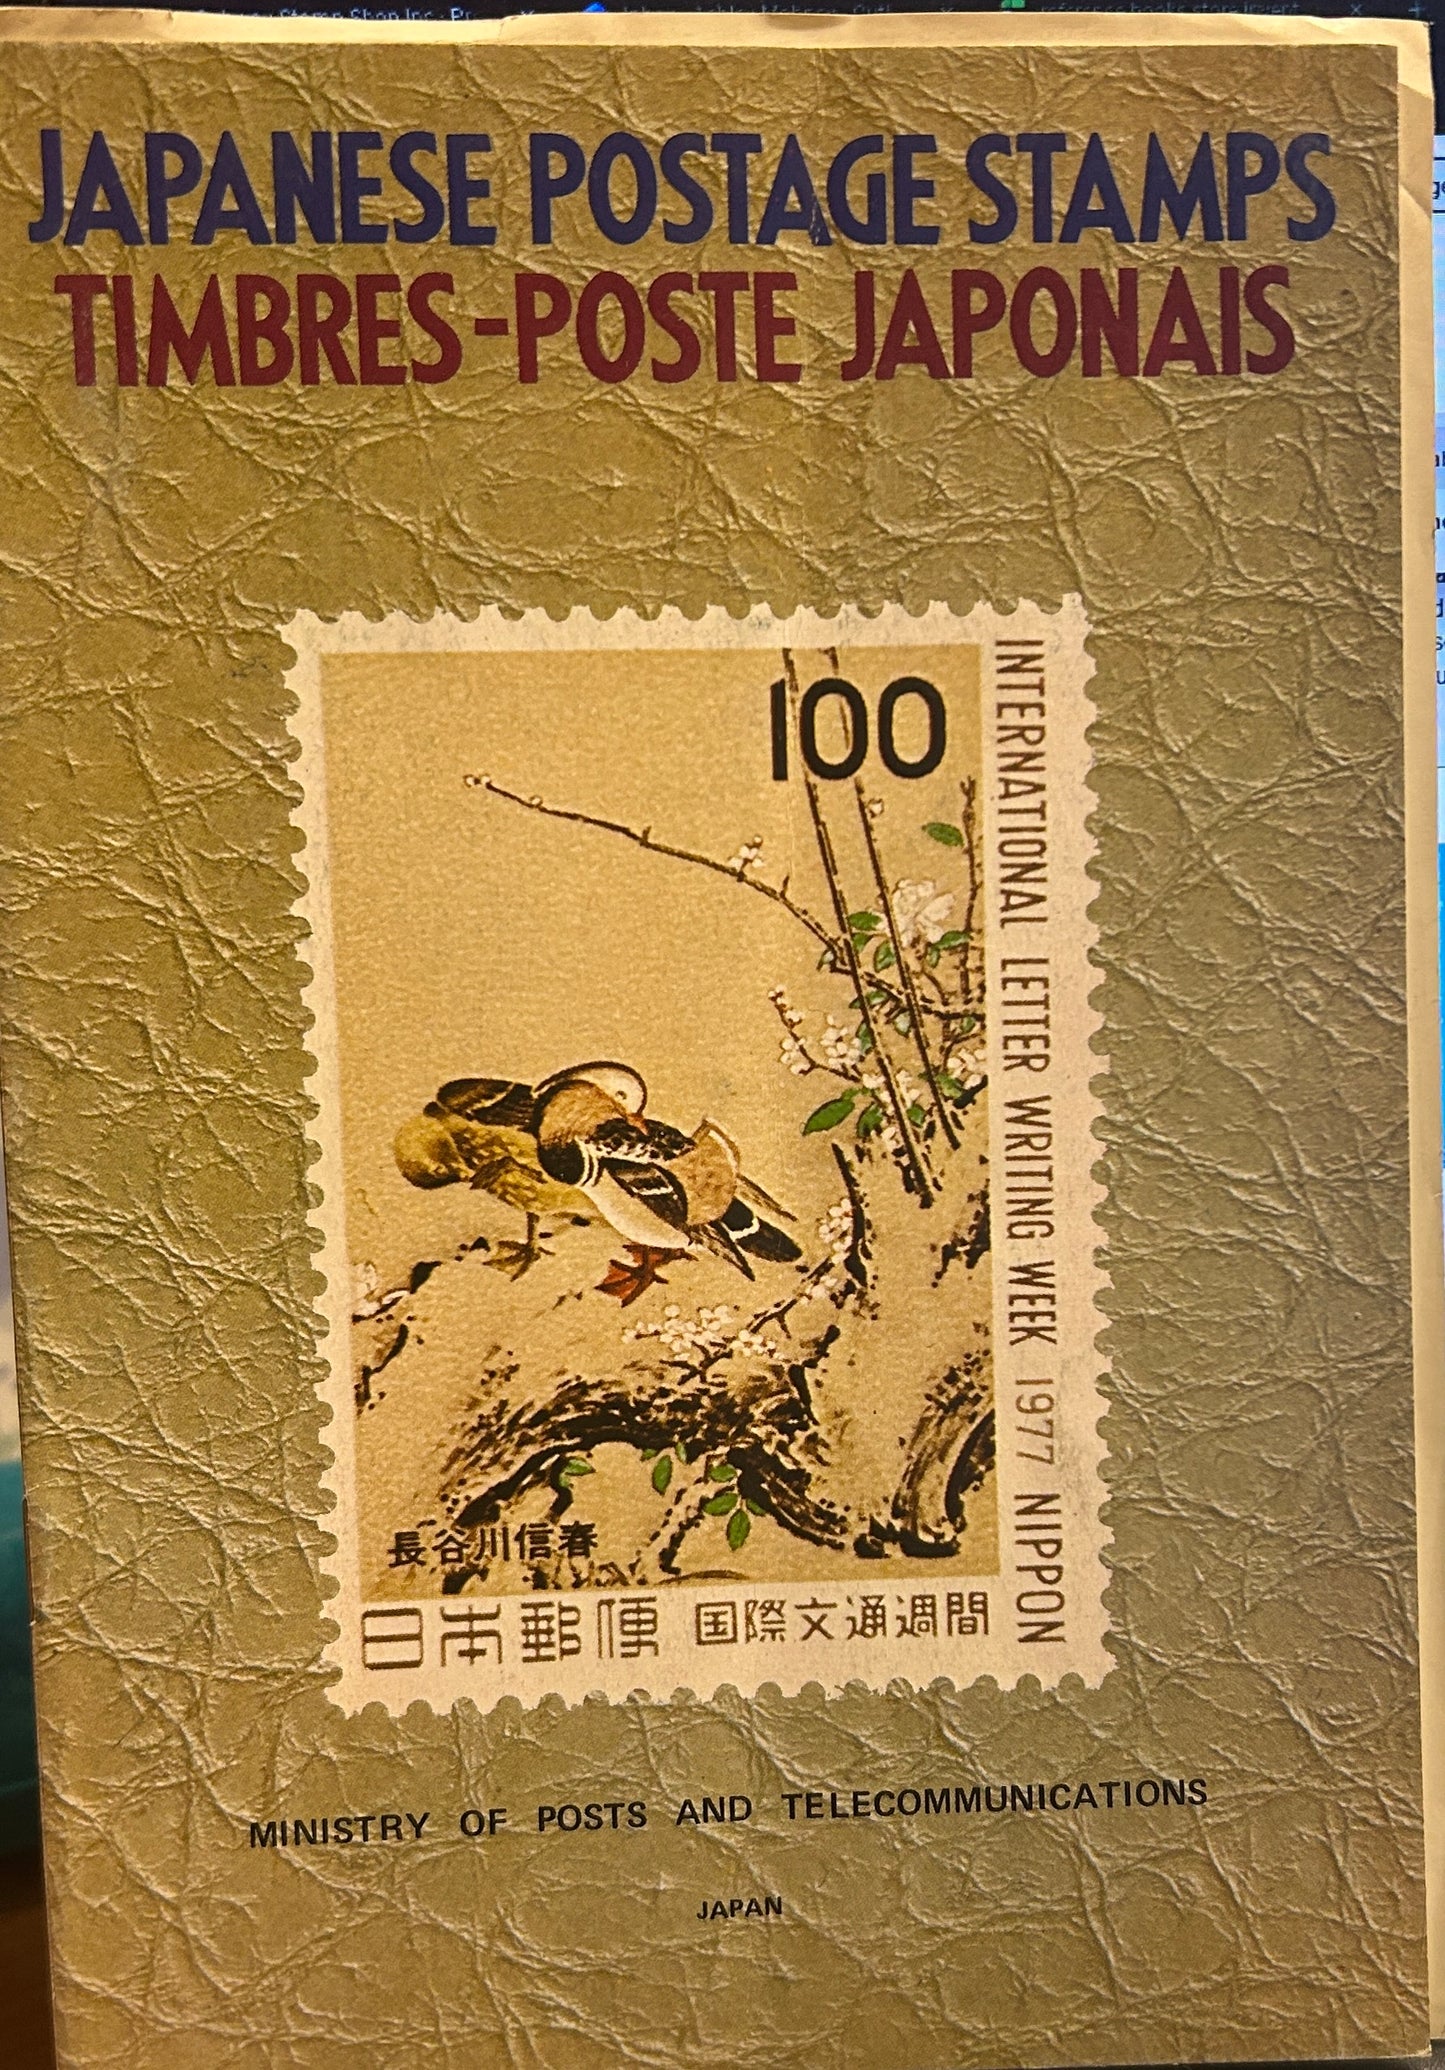 JAPANESE POSTAGE STAMPS
TIMBRES-POSTE JAPONAIS
100
INTERNATIONAL LETTER WRITING WEEK 1977 NIPPON
長谷川信春
日本郵便 国際文通週間
MINISTRY OF POSTS AND TELECOMMUNICATIONS
JAPAN